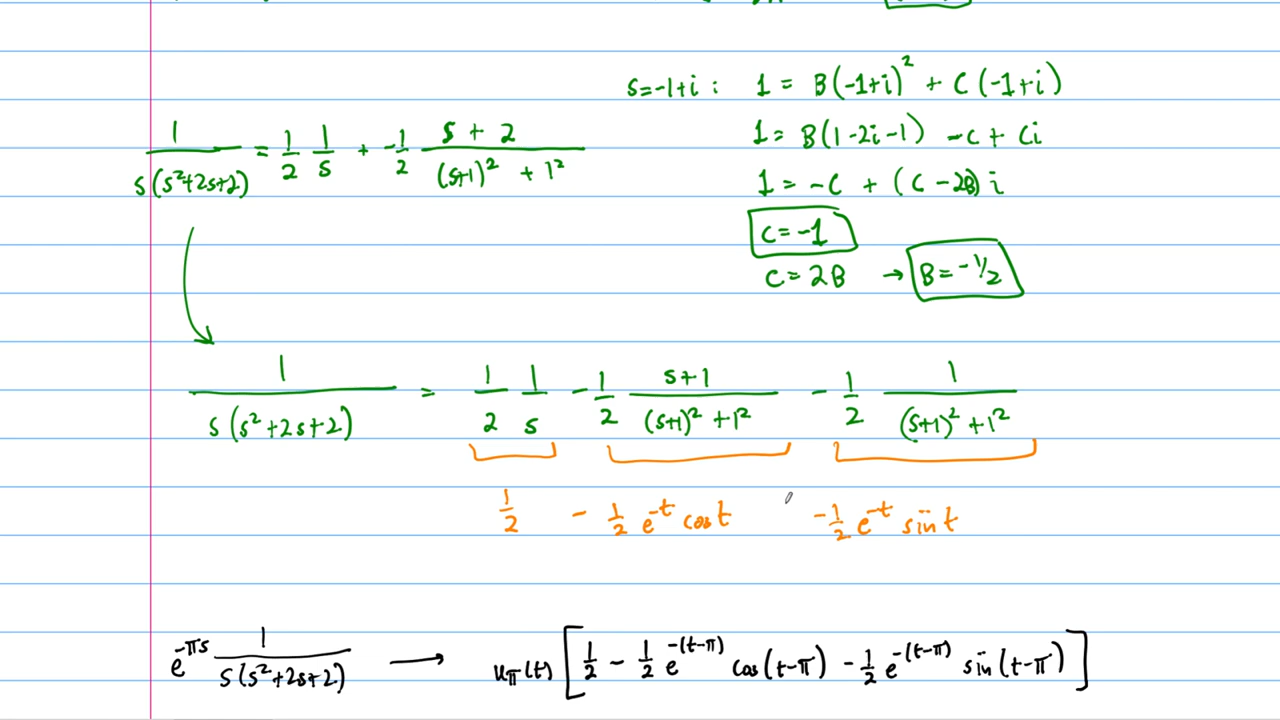 s=-1+i : 1 = B(-1+i)² + C(-1+i)
1/(s(s²+2s+2)) = 1/2 1/s + -1/2 (s+2)/((s+1)² + 1²)
1 = B(1-2i-1) -C + Ci
1 = -C + (C-2B)i
C=-1
C=2B → B=-1/2
1/(s(s²+2s+2)) = 1/2 1/s - 1/2 (s+1)/((s+1)²+1²) - 1/2 1/((s+1)²+1²)
1/2 - 1/2 e^-t cost -1/2 e^-t sint
e^-πs 1/(s(s²+2s+2)) → uπ(t) [1/2 - 1/2 e^-(t-π) cos(t-π) - 1/2 e^-(t-π) sin(t-π)]